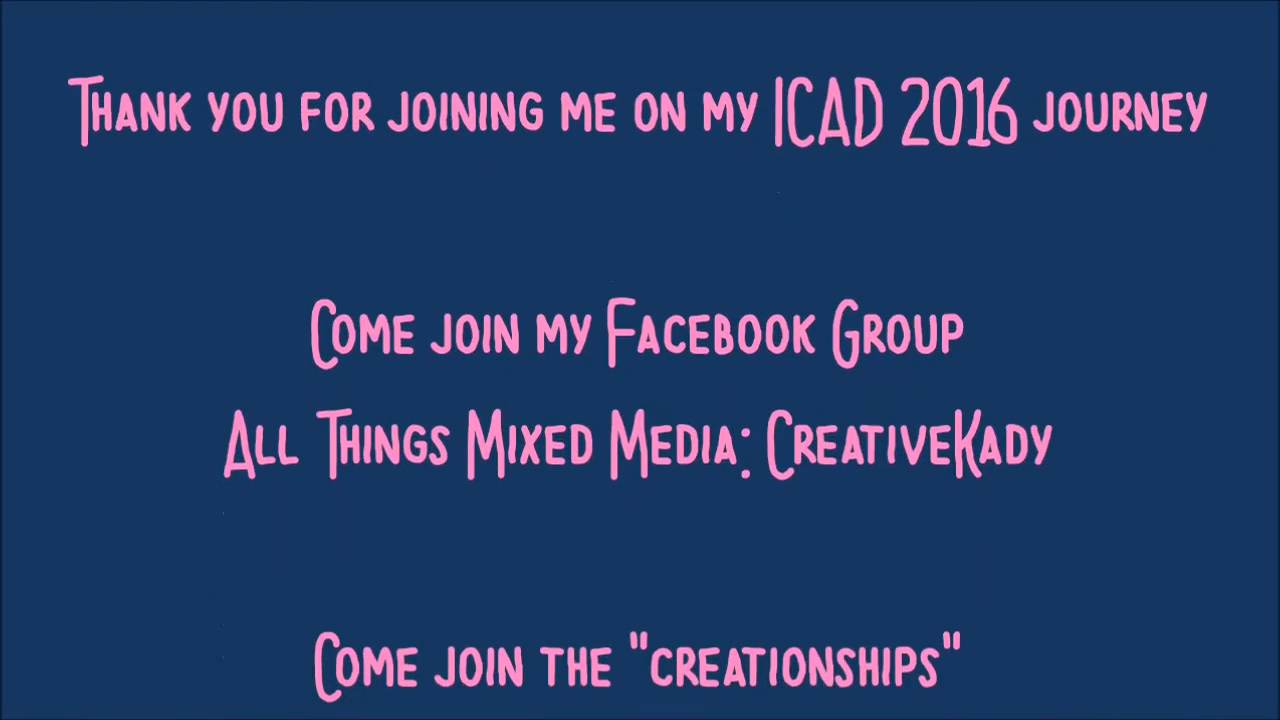 Thank you for joining me on my ICAD 2016 journey
Come join my Facebook Group
All Things Mixed Media: CreativeKady
Come join the "creationships"